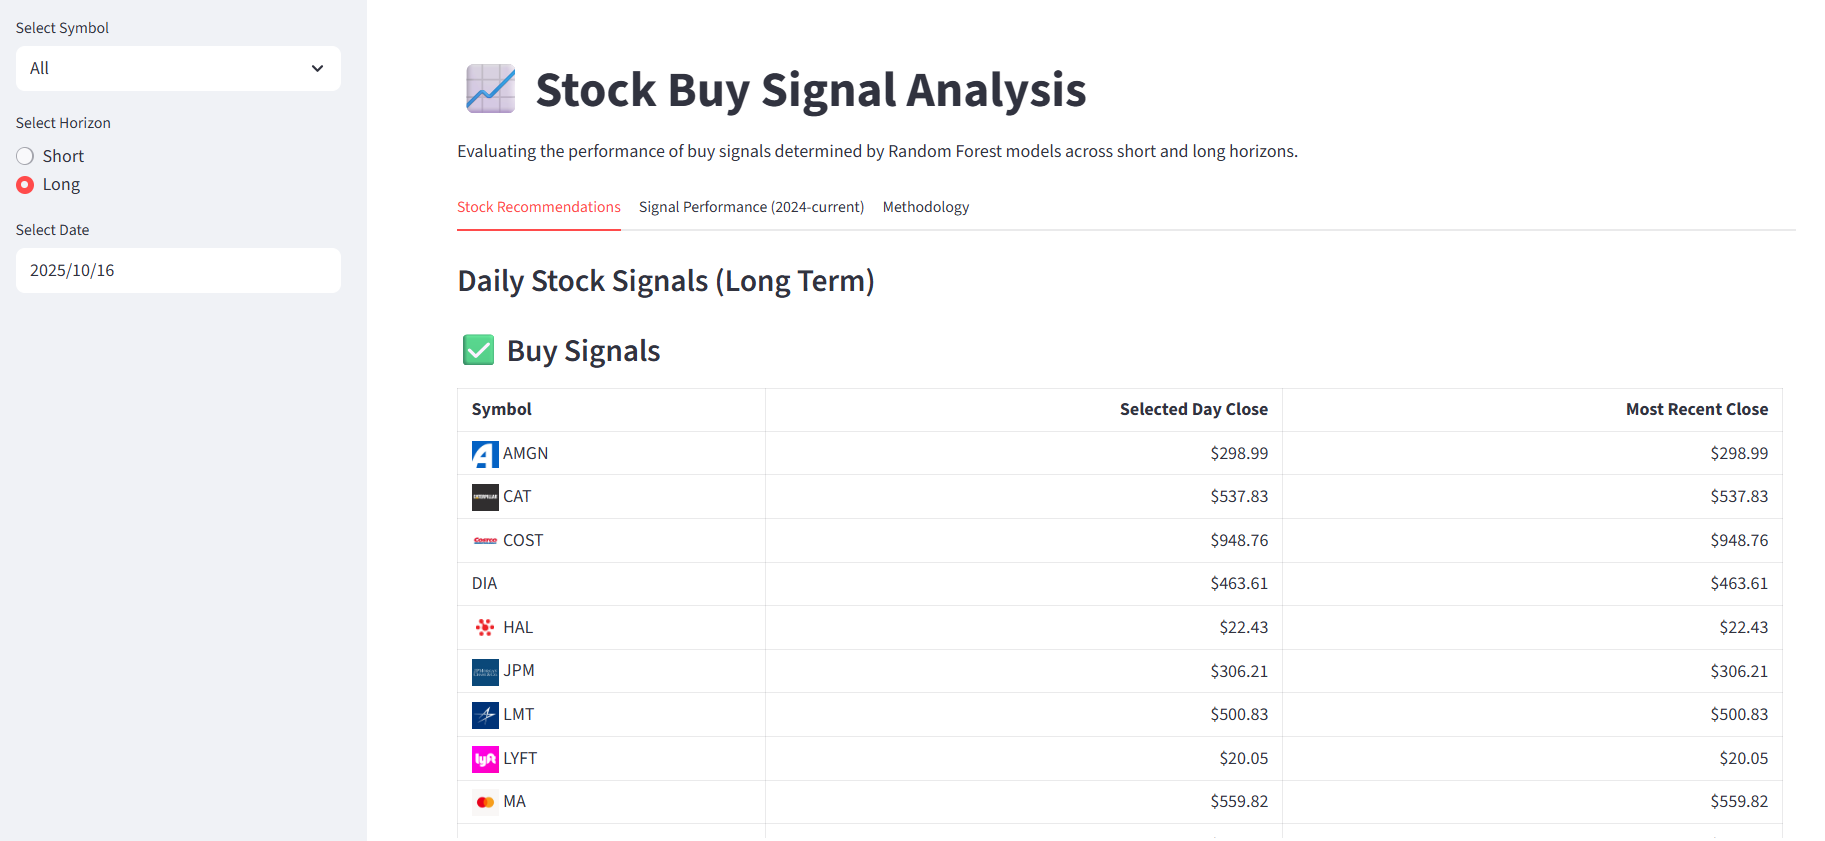 Select Symbol
All
Select Horizon
Short
Long
Select Date
2025/10/16
Stock Buy Signal Analysis
Evaluating the performance of buy signals determined by Random Forest models across short and long horizons.
Stock Recommendations Signal Performance (2024-current) Methodology
Daily Stock Signals (Long Term)
Buy Signals
Symbol Selected Day Close Most Recent Close
AMGN $298.99 $298.99
CATERPILLAR CAT $537.83 $537.83
Costco COST $948.76 $948.76
DIA $463.61 $463.61
HAL $22.43 $22.43
JPM $306.21 $306.21
LMT $500.83 $500.83
lyft LYFT $20.05 $20.05
MA $559.82 $559.82